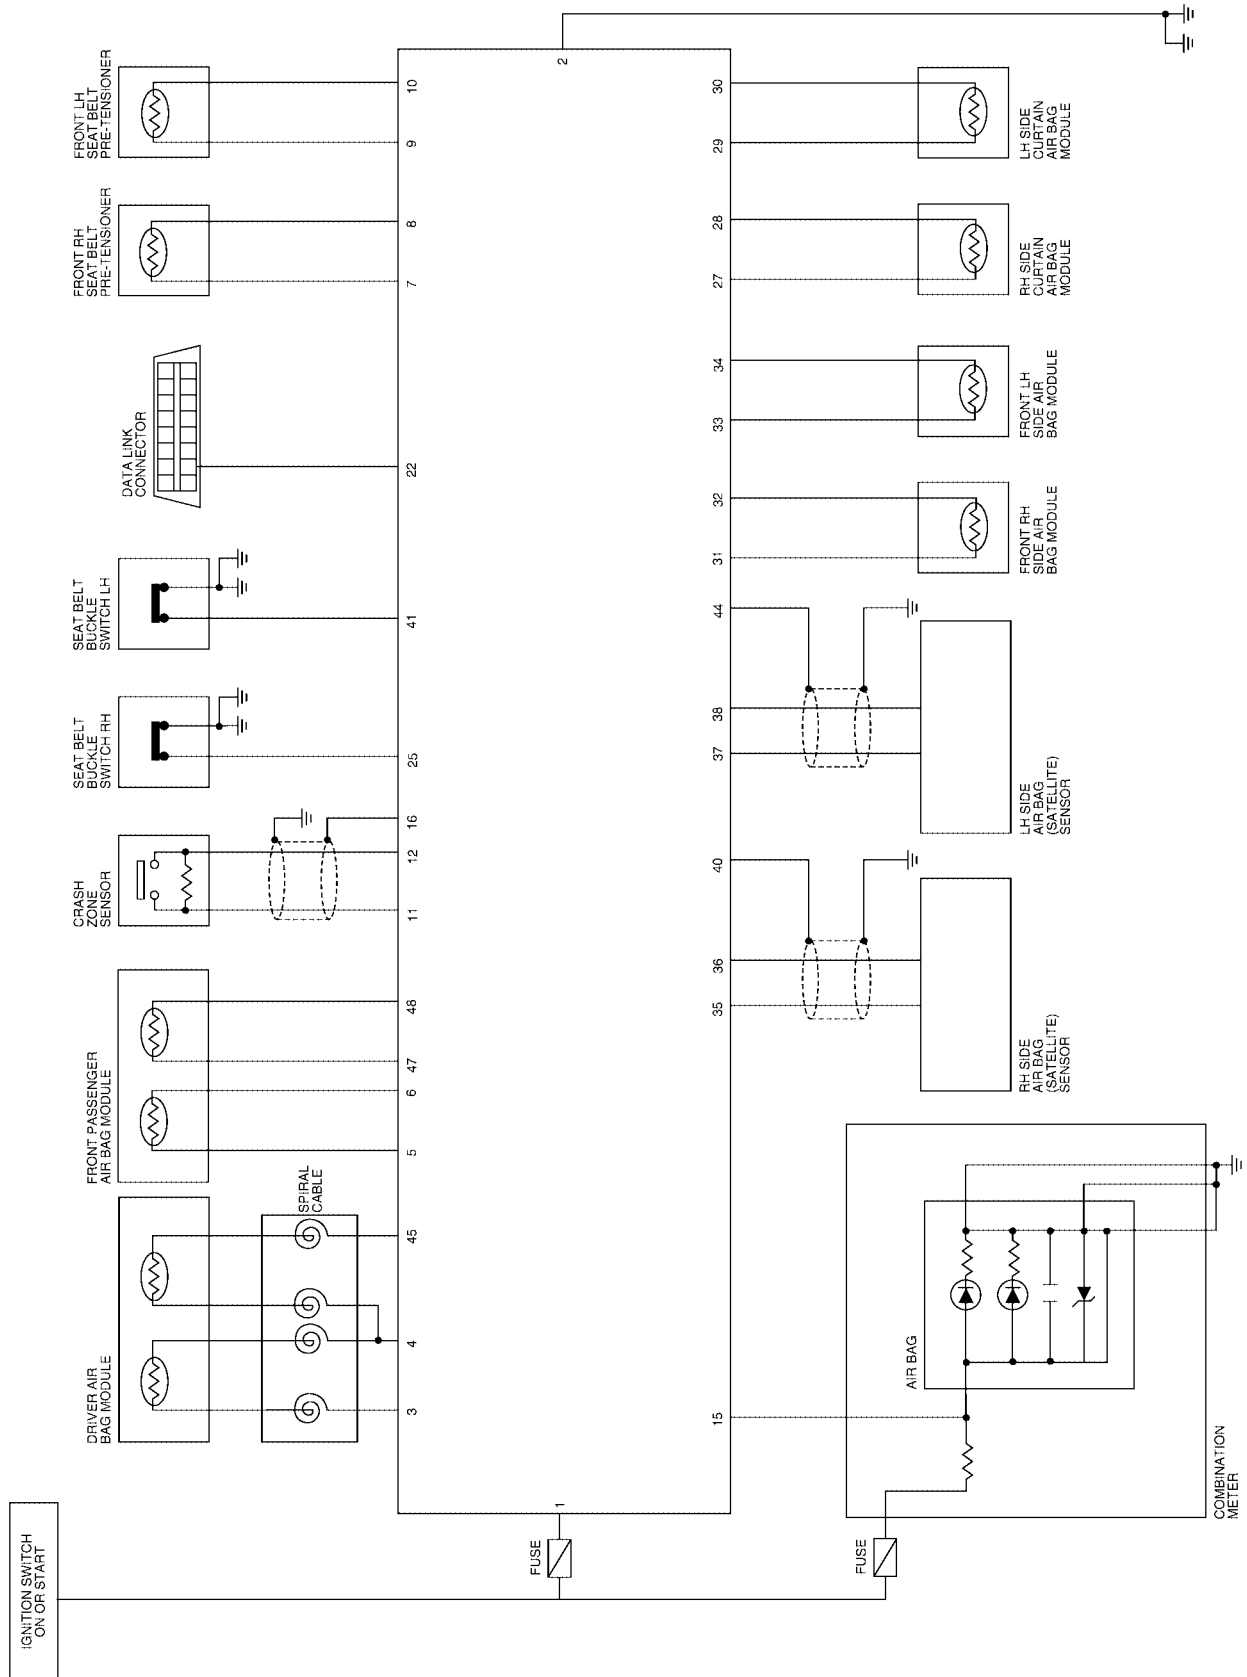 IGNITION SWITCH
ON OR START
FUSE
FUSE
DRIVER AIR
BAG MODULE
SPIRAL
CABLE
FRONT PASSENGER
AIR BAG MODULE
CRASH
ZONE
SENSOR
SEAT BELT
BUCKLE
SWITCH RH
SEAT BELT
BUCKLE
SWITCH LH
DATA LINK
CONNECTOR
FRONT RH
SEAT BELT
PRE-TENSIONER
FRONT LH
SEAT BELT
PRE-TENSIONER
3
4
45
5
6
47
48
11
12
16
25
41
22
7
8
9
10
1
2
15
35
36
40
37
38
44
31
32
33
34
27
28
29
30
AIR BAG
COMBINATION
METER
RH SIDE
AIR BAG
(SATELLITE)
SENSOR
LH SIDE
AIR BAG
(SATELLITE)
SENSOR
FRONT RH
SIDE AIR
BAG MODULE
FRONT LH
SIDE AIR
BAG MODULE
RH SIDE
CURTAIN
AIR BAG
MODULE
LH SIDE
CURTAIN
AIR BAG
MODULE